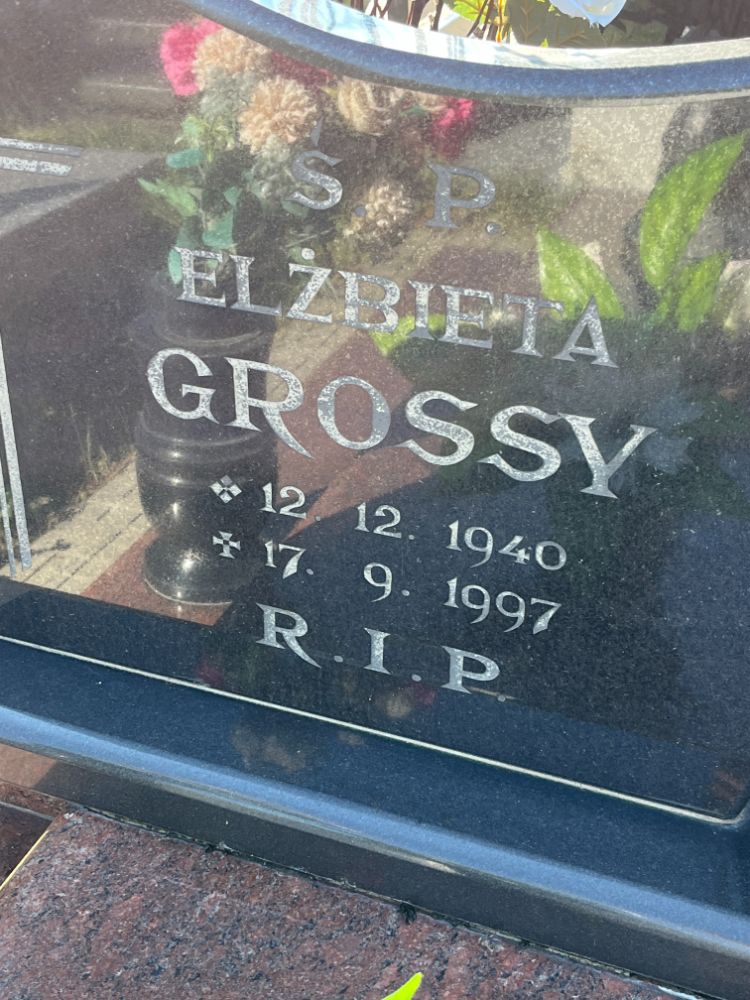 Ś. P.
ELŻBIETA
GROSSY
12. 12. 1940
17. 9. 1997
R.I.P.